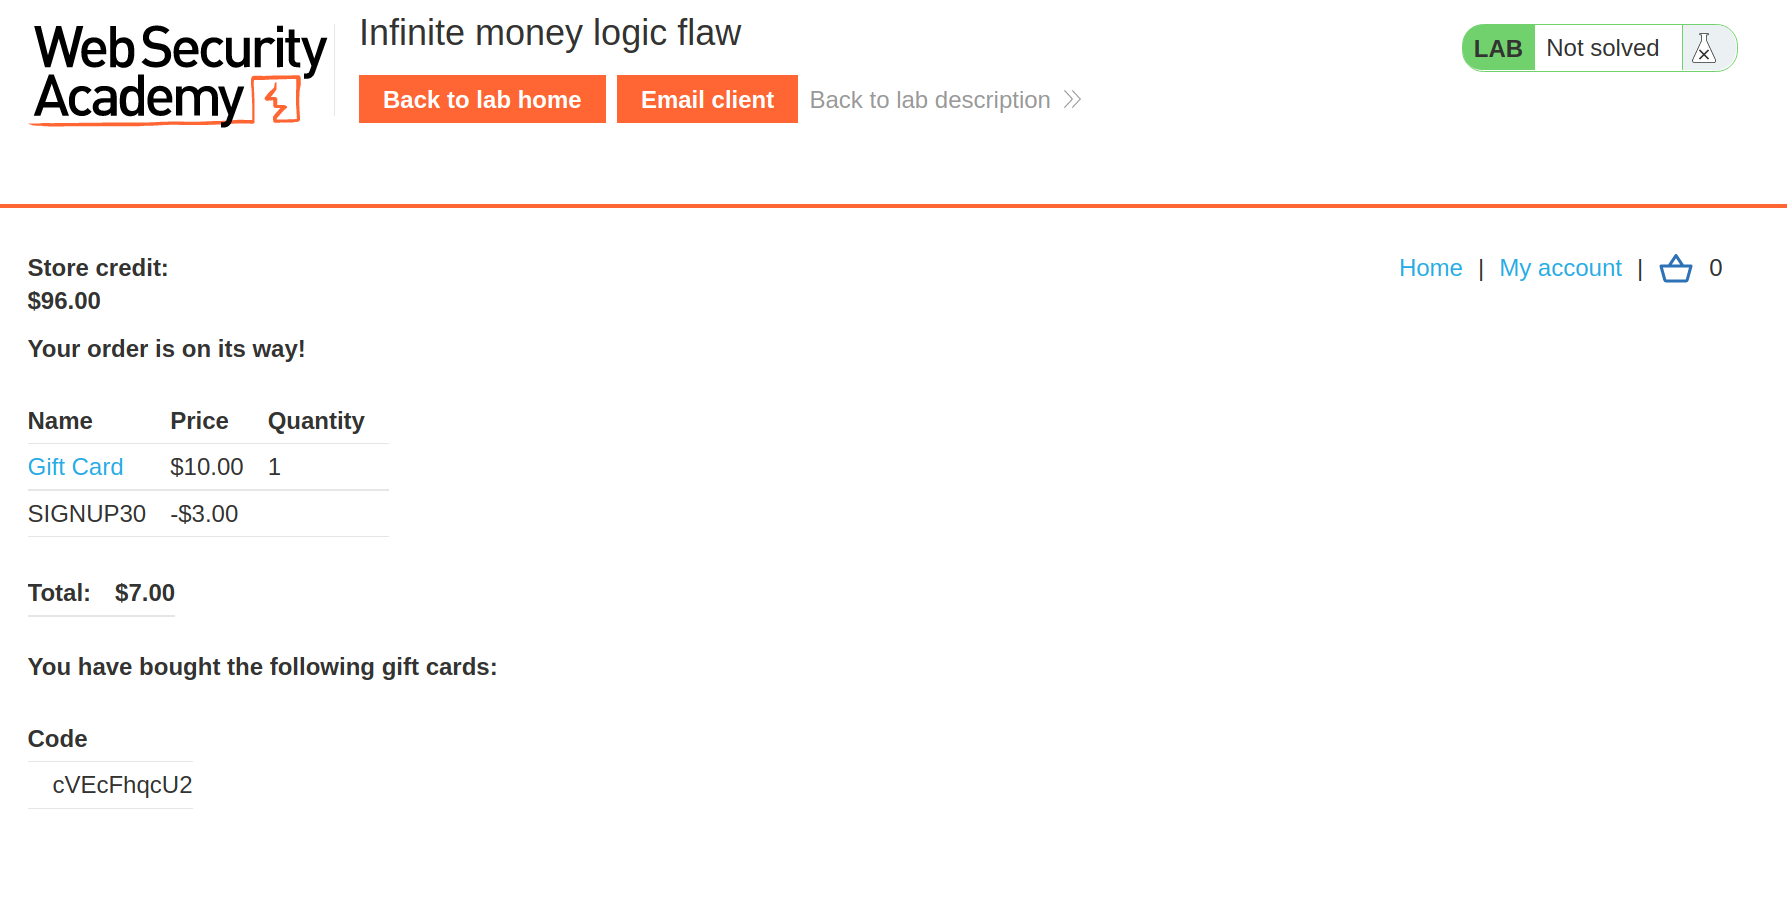 Web Security
Academy
Infinite money logic flaw
Back to lab home
Email client
Back to lab description
LAB
Not solved
Store credit:
$96.00
Home | My account | 0
Your order is on its way!
Name Price Quantity
Gift Card $10.00 1
SIGNUP30 -$3.00
Total: $7.00
You have bought the following gift cards:
Code
cVEcFhqcU2